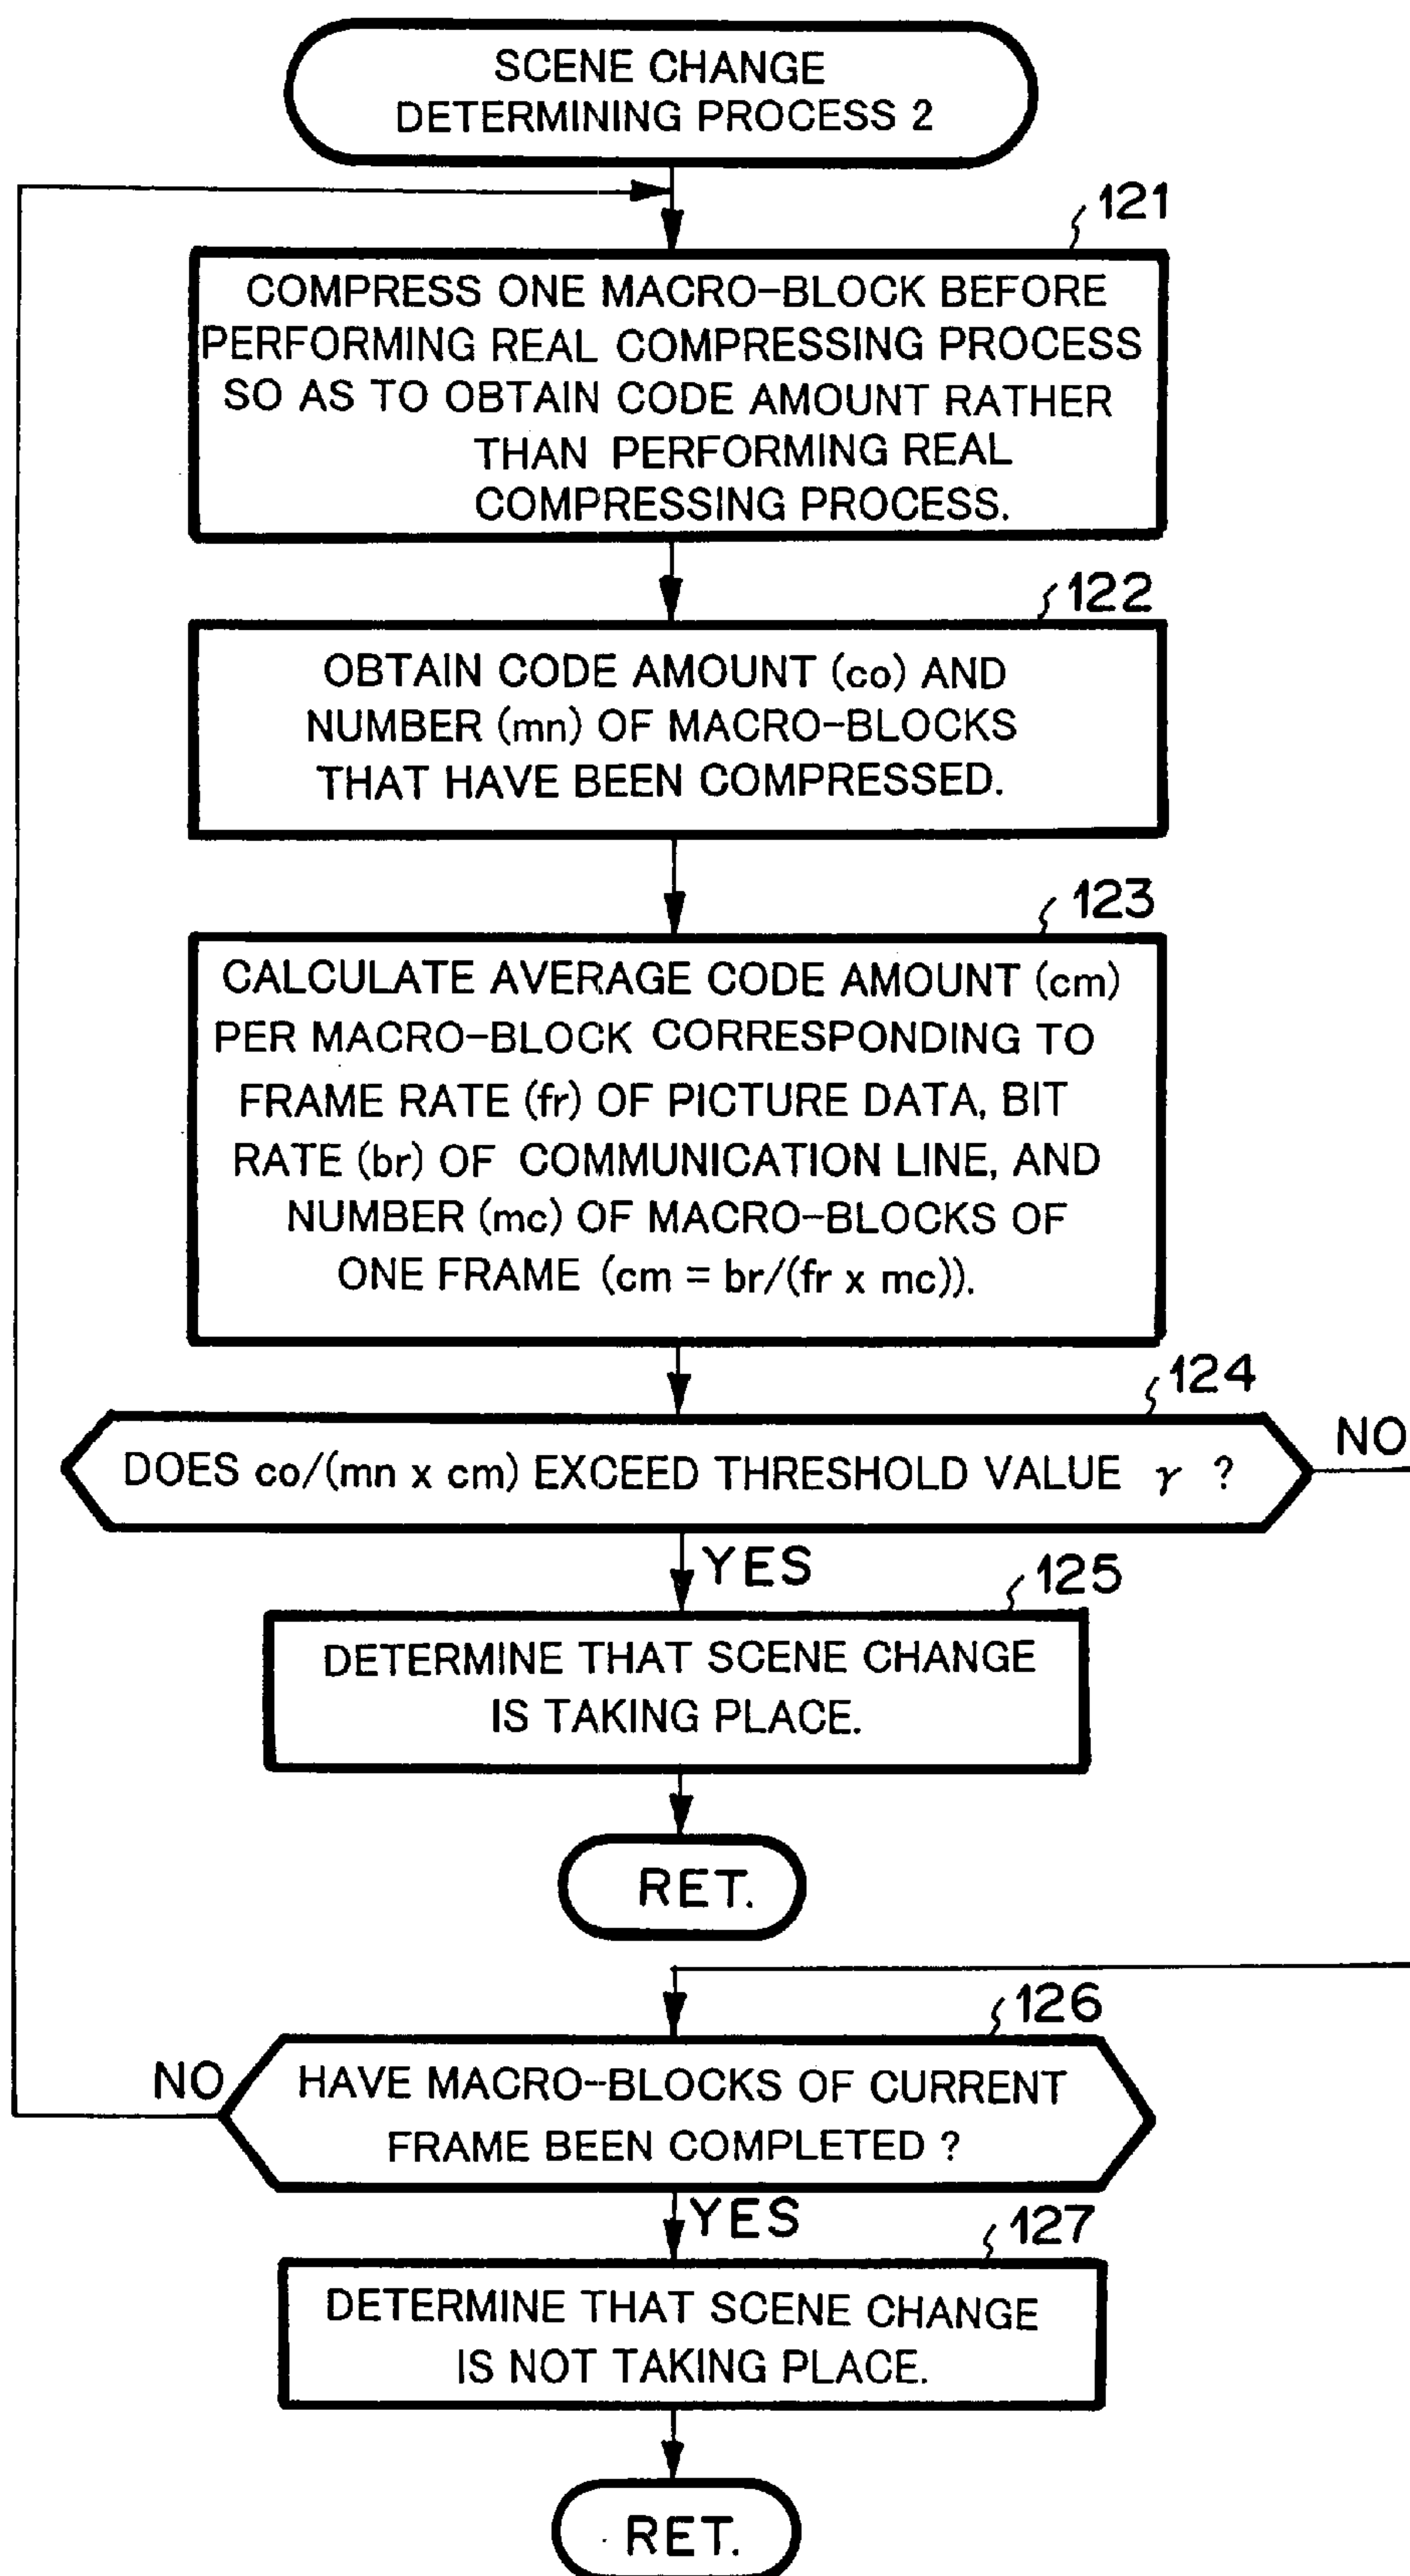 SCENE CHANGE
DETERMINING PROCESS 2
121
COMPRESS ONE MACRO-BLOCK BEFORE
PERFORMING REAL COMPRESSING PROCESS
SO AS TO OBTAIN CODE AMOUNT RATHER
THAN PERFORMING REAL
COMPRESSING PROCESS.
122
OBTAIN CODE AMOUNT (co) AND
NUMBER (mn) OF MACRO-BLOCKS
THAT HAVE BEEN COMPRESSED.
123
CALCULATE AVERAGE CODE AMOUNT (cm)
PER MACRO-BLOCK CORRESPONDING TO
FRAME RATE (fr) OF PICTURE DATA, BIT
RATE (br) OF COMMUNICATION LINE, AND
NUMBER (mc) OF MACRO-BLOCKS OF
ONE FRAME (cm = br/(fr x mc)).
124
NO
DOES co/(mn x cm) EXCEED THRESHOLD VALUE γ ?
YES
125
DETERMINE THAT SCENE CHANGE
IS TAKING PLACE.
RET.
126
NO
HAVE MACRO-BLOCKS OF CURRENT
FRAME BEEN COMPLETED ?
YES
127
DETERMINE THAT SCENE CHANGE
IS NOT TAKING PLACE.
RET.